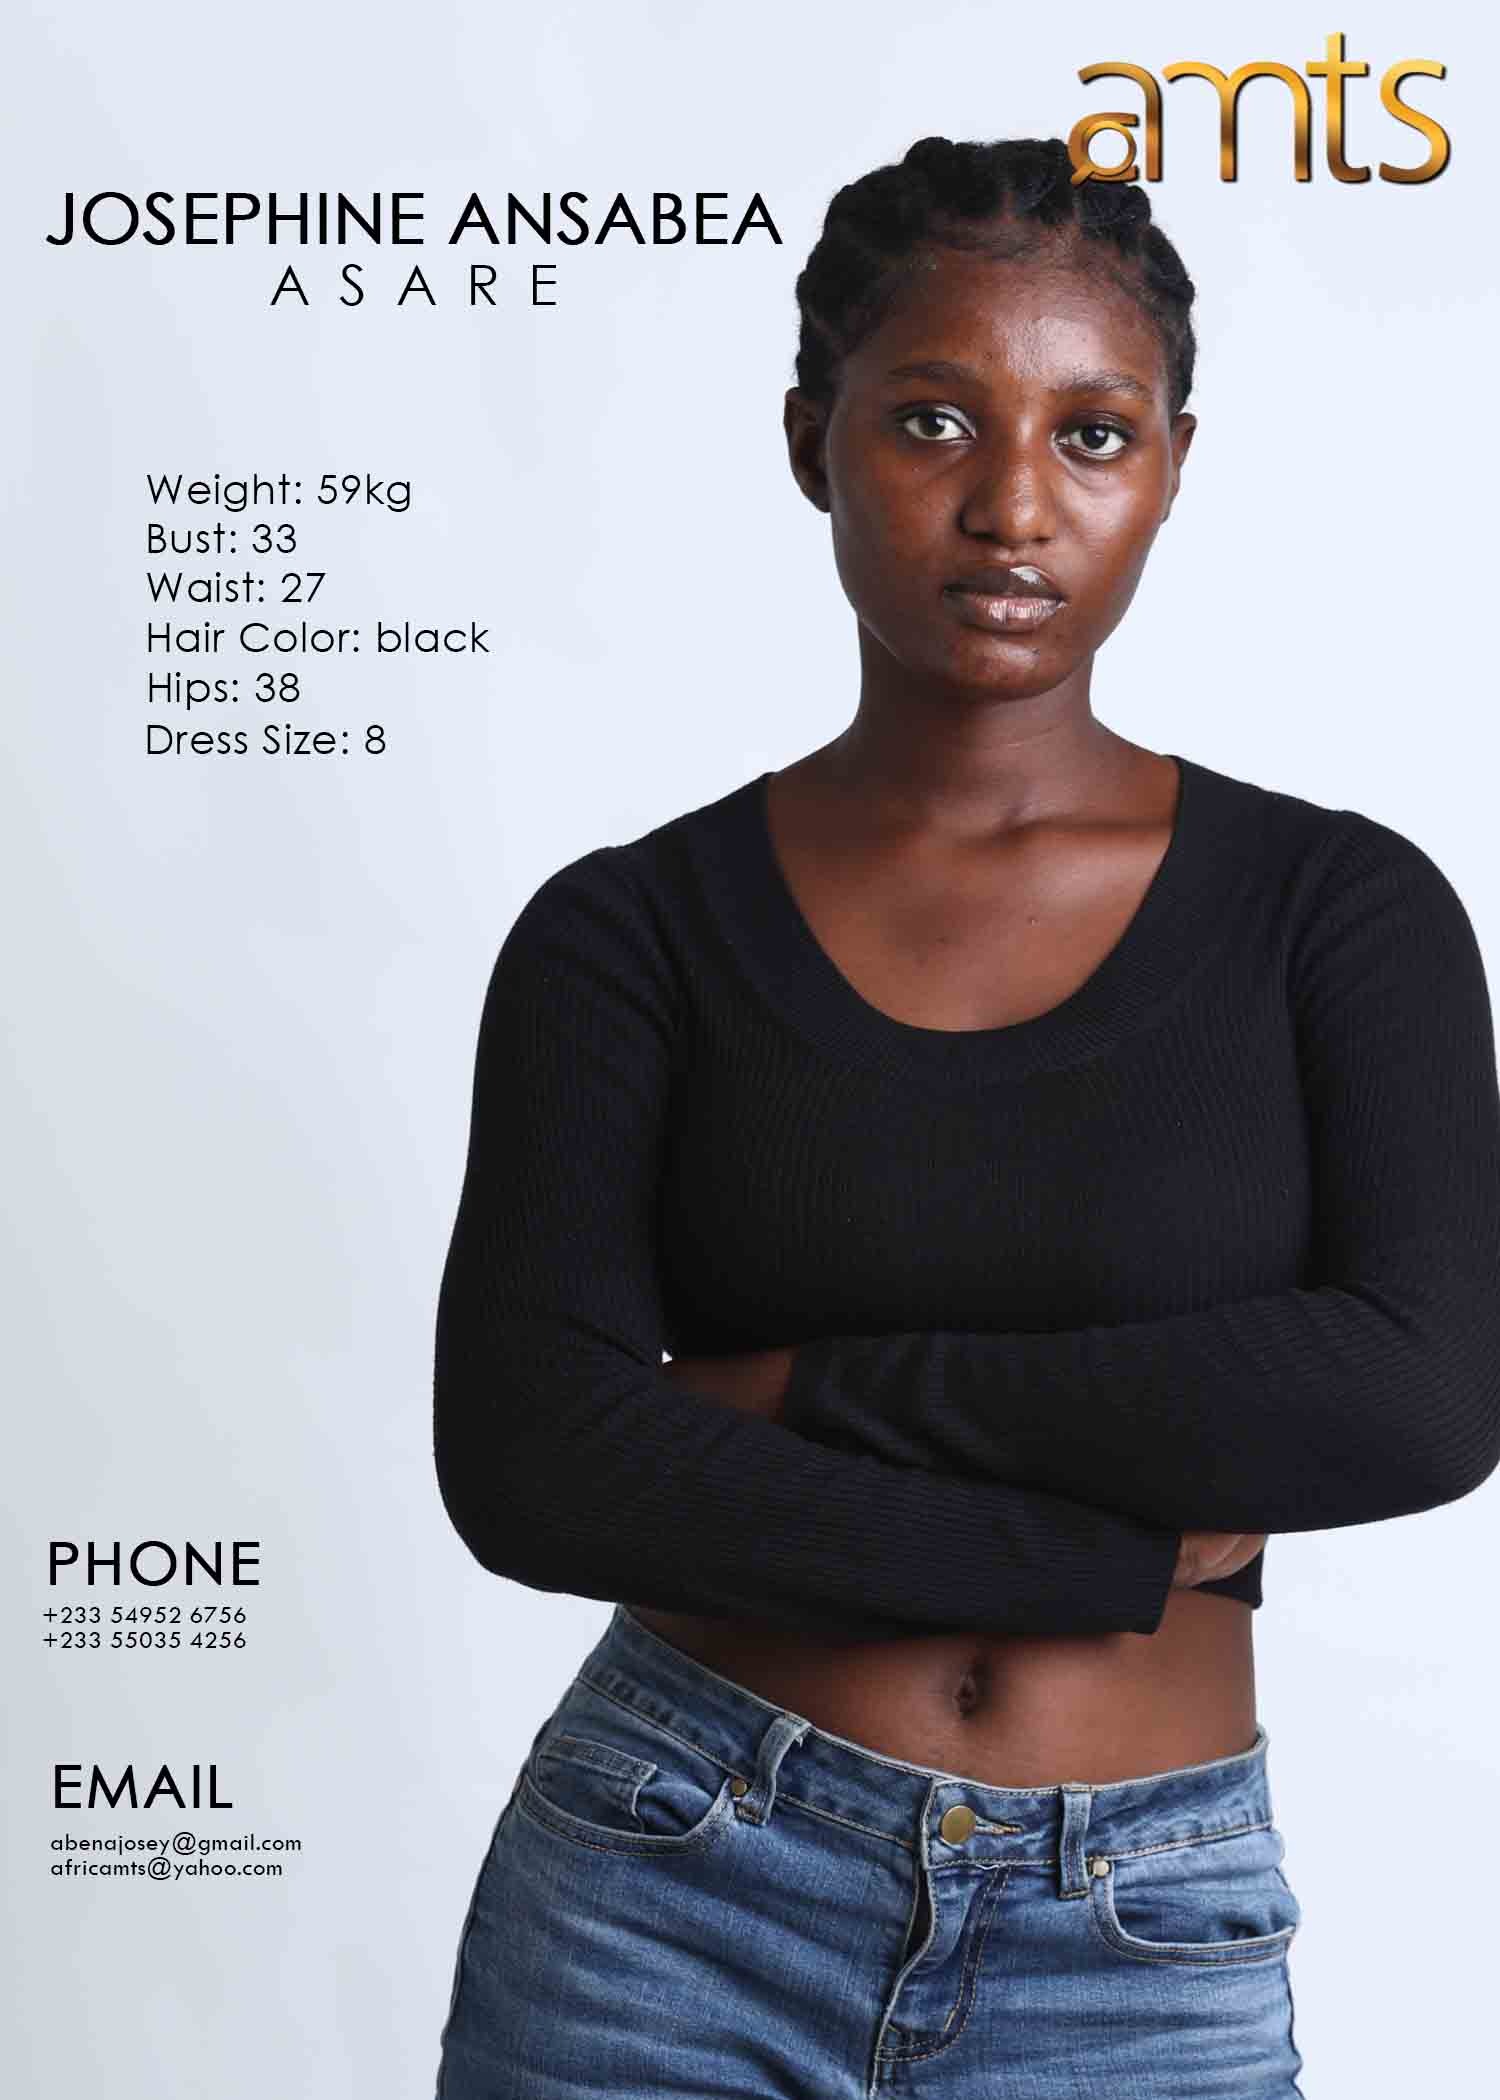 amts
JOSEPHINE ANSABEA
ASARE
Weight: 59kg
Bust: 33
Waist: 27
Hair Color: black
Hips: 38
Dress Size: 8
PHONE
+233 54952 6756
+233 55035 4256
EMAIL
abenajosey@gmail.com
africamts@yahoo.com